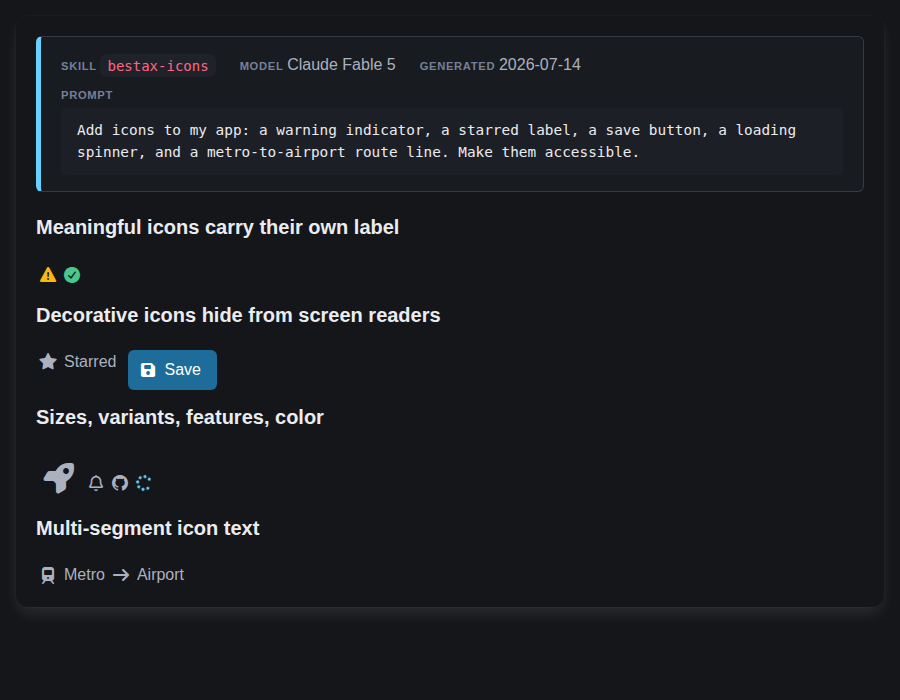 SKILL bestax-icons MODEL Claude Fable 5 GENERATED 2026-07-14
PROMPT
Add icons to my app: a warning indicator, a starred label, a save button, a loading
spinner, and a metro-to-airport route line. Make them accessible.
Meaningful icons carry their own label
Decorative icons hide from screen readers
Starred Save
Sizes, variants, features, color
Multi-segment icon text
Metro Airport